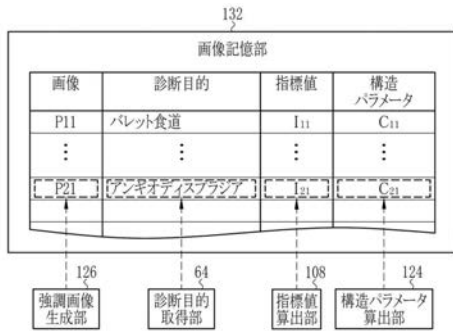 132
画像記憶部
画像 診断目的 指標値 構造
パラメータ
P11 バレット食道 I11 C11
⋮ ⋮ ⋮ ⋮
P21 アンギオディスプラジア I21 C21
126 64 108 124
強調画像 診断目的 指標値 構造パラメータ
生成部 取得部 算出部 算出部